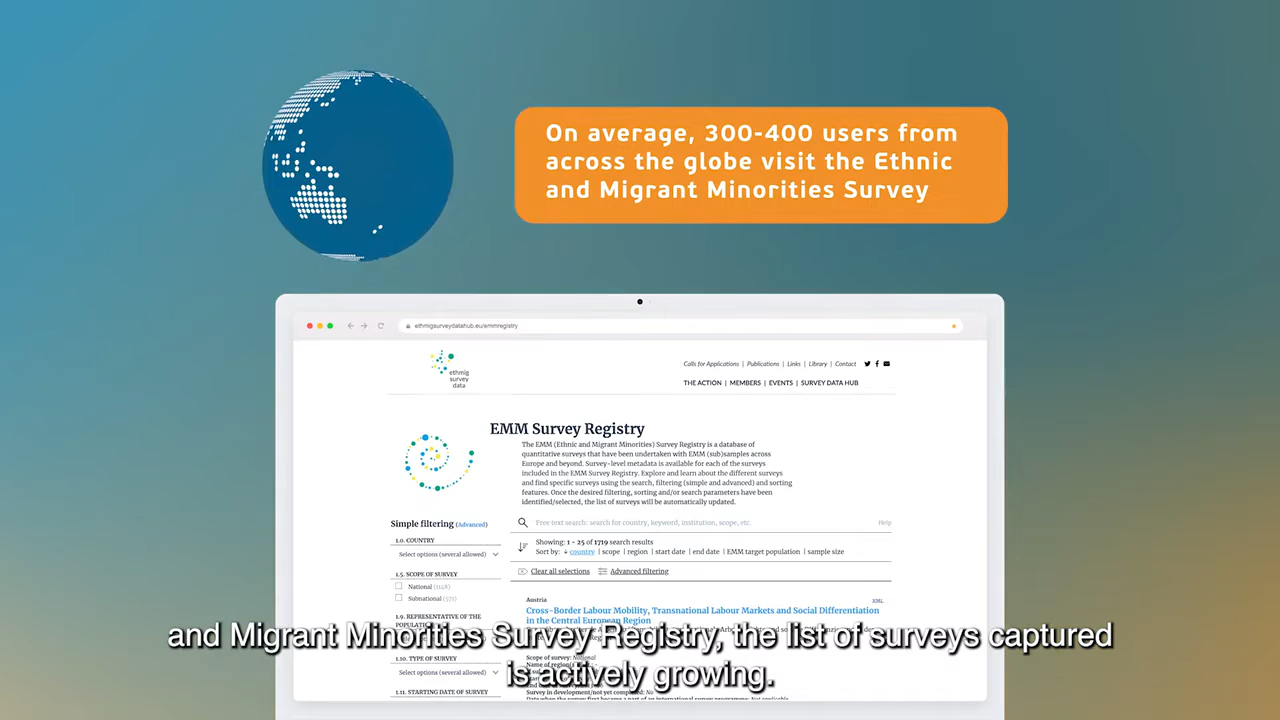 On average, 300-400 users from
across the globe visit the Ethnic
and Migrant Minorities Survey
ethmigsurveydatahub.eu/emmregistry
ethmig
survey
data
Calls for Applications | Publications | Links | Library | Contact
THE ACTION | MEMBERS | EVENTS | SURVEY DATA HUB
EMM Survey Registry
The EMM (Ethnic and Migrant Minorities) Survey Registry is a database of
quantitative surveys that have been undertaken with EMM (sub)samples across
Europe and beyond. Survey-level metadata is available for each of the surveys
included in the EMM Survey Registry. Explore and learn about the different surveys
and find specific surveys using the search, filtering (simple and advanced) and sorting
features. Once the desired filtering, sorting and/or search parameters have been
identified/selected, the list of surveys will be automatically updated.
Simple filtering (Advanced)
1.0. COUNTRY
Select options (several allowed)
1.5. SCOPE OF SURVEY
National (1148)
Subnational (571)
1.9. REPRESENTATIVE OF THE
1.10. TYPE OF SURVEY
Select options (several allowed)
1.11. STARTING DATE OF SURVEY
Free text search: search for country, keyword, institution, scope, etc.
Help
Showing: 1 - 25 of 1719 search results
Sort by: ↓ country | scope | region | start date | end date | EMM target population | sample size
Clear all selections
Advanced filtering
Austria
XML
Cross-Border Labour Mobility, Transnational Labour Markets and Social Differentiation
in the Central European Region
Scope of survey: National
Survey in development/not yet completed: No
and Migrant Minorities Survey Registry, the list of surveys captured
is actively growing.